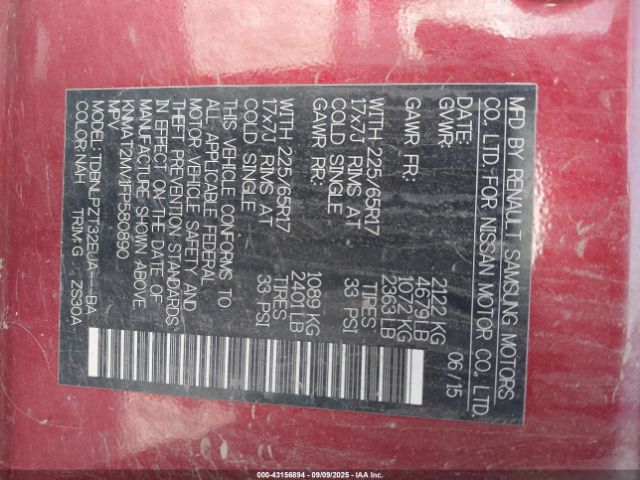 MFD BY RENAULT SAMSUNG MOTORS
CO., LTD. FOR NISSAN MOTOR CO., LTD.
DATE: 06/15
GVWR: 2122 KG
4679 LB
GAWR FR: 1072 KG
2363 LB
WITH 225/65R17 TIRES
17x7J RIMS AT 33 PSI
COLD SINGLE
GAWR RR: 1089 KG
2401 LB
WITH 225/65R17 TIRES
17x7J RIMS AT 33 PSI
COLD SINGLE
THIS VEHICLE CONFORMS TO
ALL APPLICABLE FEDERAL
MOTOR VEHICLE SAFETY AND
THEFT PREVENTION STANDARDS
IN EFFECT ON THE DATE OF
MANUFACTURE SHOWN ABOVE.
KNMAT2MV1FP580890
MPV
MODEL: TDBNLPZT32EUA---BA
COLOR: NAH TRIM: G ZS30A
000-43156894 - 09/09/2025 - IAA Inc.